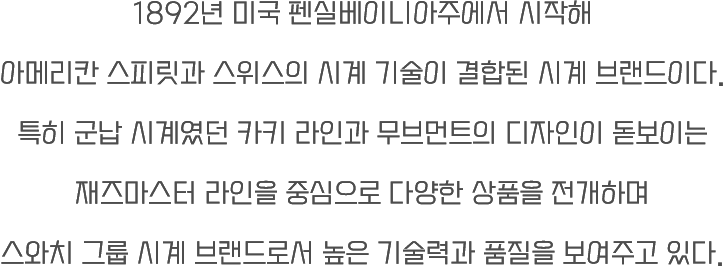 1892년 미국 펜실베이니아주에서 시작해
아메리칸 스피릿과 스위스의 시계 기술이 결합된 시계 브랜드이다.
특히 군납 시계였던 카키 라인과 무브먼트의 디자인이 돋보이는
재즈마스터 라인을 중심으로 다양한 상품을 전개하며
스와치 그룹 시계 브랜드로서 높은 기술력과 품질을 보여주고 있다.